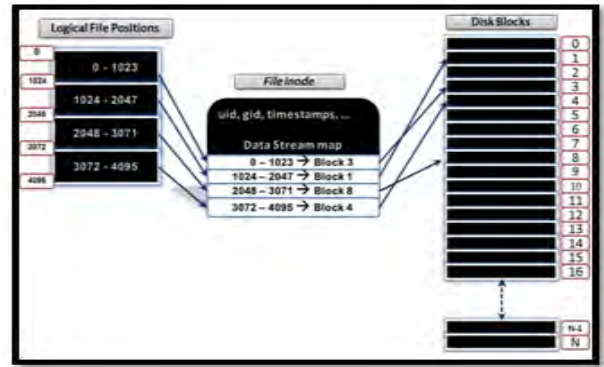 Logical File Positions
0
0 - 1023
1024
1024 - 2047
2048
2048 - 3071
3072
3072 - 4095
4095
File Inode
uid, gid, timestamps, ...
Data Stream map
0 – 1023 → Block 3
1024 – 2047 → Block 1
2048 – 3071 → Block 8
3072 – 4095 → Block 4
Disk Blocks
0
1
2
3
4
5
6
7
8
9
10
11
12
13
14
15
16
N-1
N